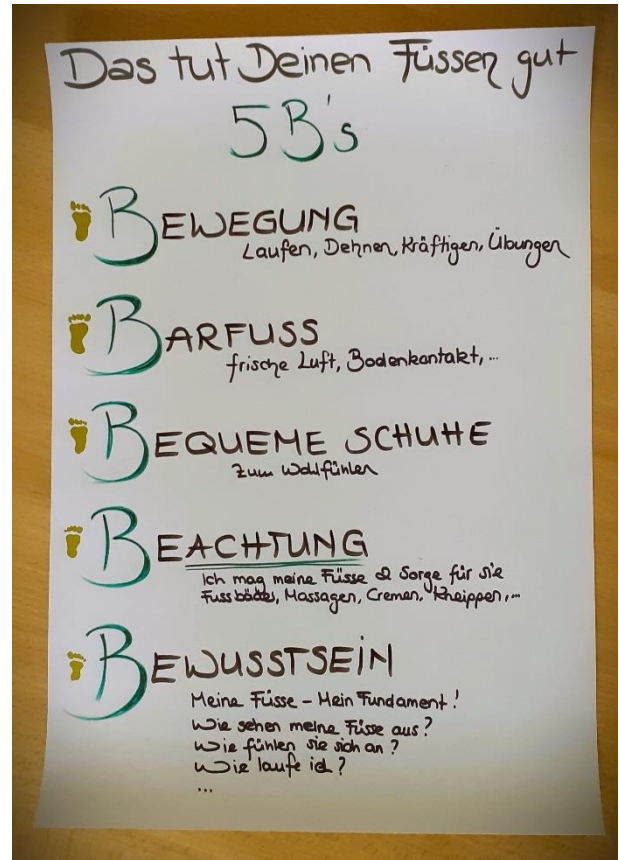 Das tut Deinen Füssen gut
5B's
BEWEGUNG
Laufen, Dehnen, Kräftigen, Übungen
BARFUSS
frische Luft, Bodenkontakt, ...
BEQUEME SCHUHE
zum Wohlfühlen
BEACHTUNG
Ich mag meine Füsse & Sorge für sie
Fussbäder, Massagen, Cremen, Kneippen, ...
BEWUSSTSEIN
Meine Füsse – Mein Fundament!
Wie sehen meine Füsse aus?
Wie fühlen sie sich an?
Wie laufe ich?
...